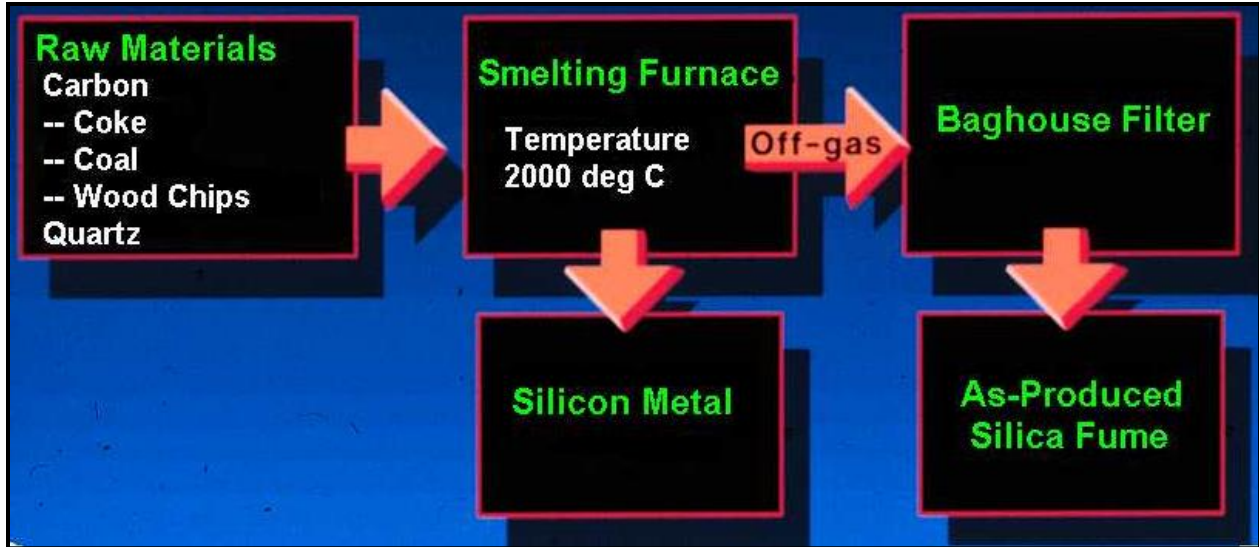 Raw Materials
Carbon
-- Coke
-- Coal
-- Wood Chips
Quartz
Smelting Furnace
Temperature
2000 deg C
Off-gas
Baghouse Filter
Silicon Metal
As-Produced
Silica Fume